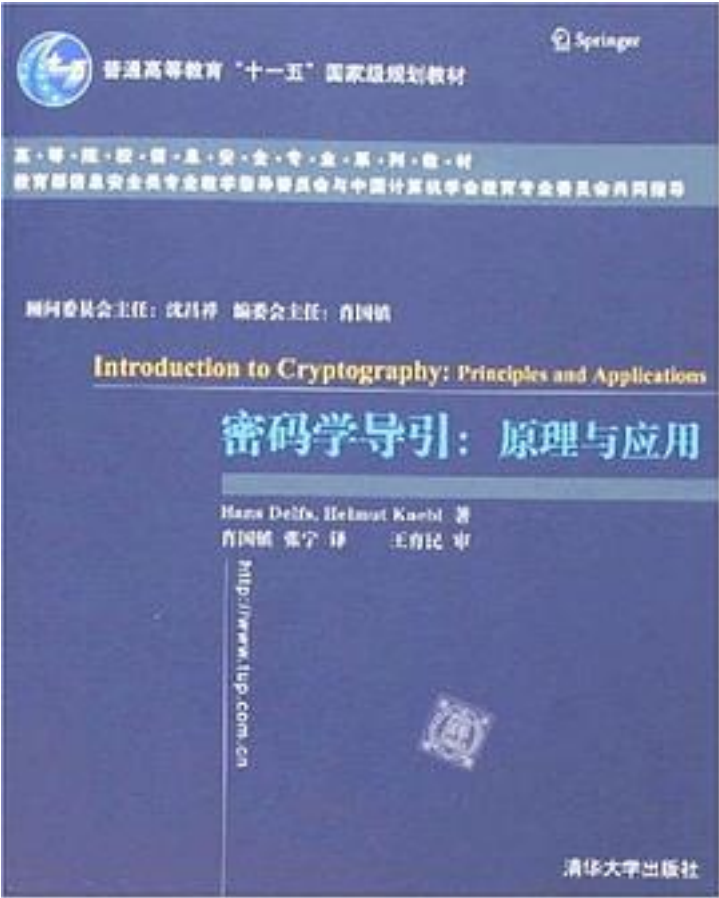 Springer
十一五
普通高等教育“十一五”国家级规划教材
高·等·院·校·信·息·安·全·专·业·系·列·教·材
教育部信息安全类专业教学指导委员会与中国计算机学会教育专业委员会共同指导
顾问委员会主任：沈昌祥 编委会主任：肖国镇
Introduction to Cryptography: Principles and Applications
密码学导引：原理与应用
Hans Delfs, Helmut Knebl 著
肖国镇 张宁 译 王育民 审
http://www.tup.com.cn
清华大学出版社